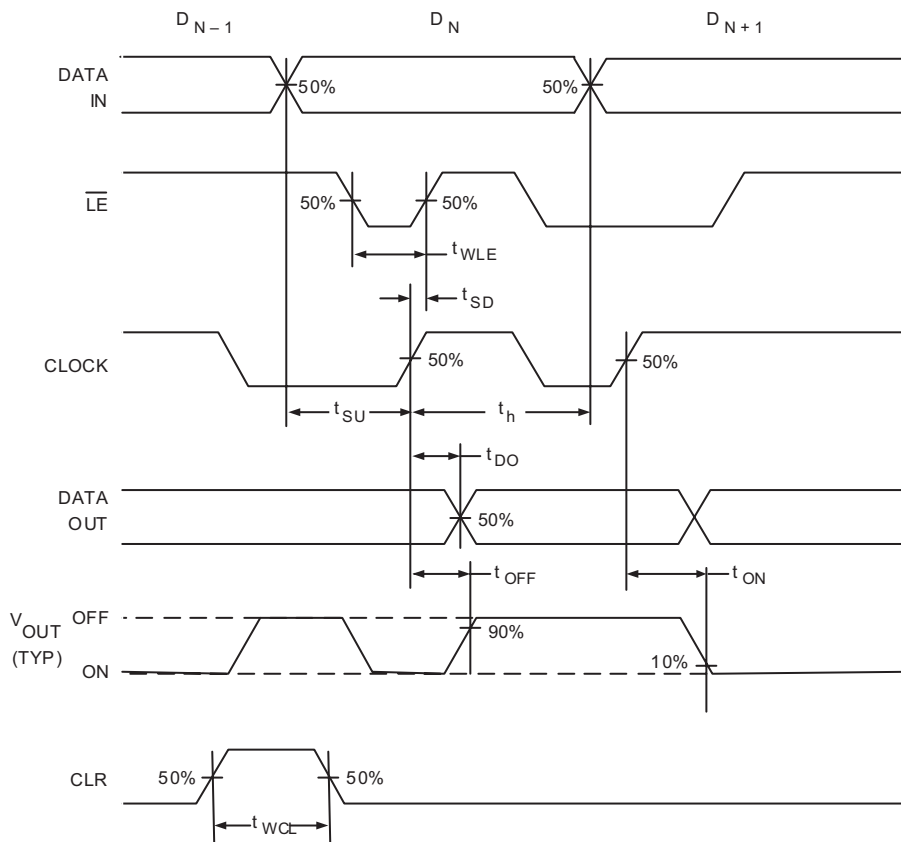 D N – 1 D N D N + 1
DATA IN
50% 50%
LE
50% 50%
t WLE
t SD
CLOCK
50% 50%
t SU t h
t DO
DATA OUT
50%
t OFF t ON
V OUT (TYP)
OFF
90%
10%
ON
CLR
50% 50%
t WCL